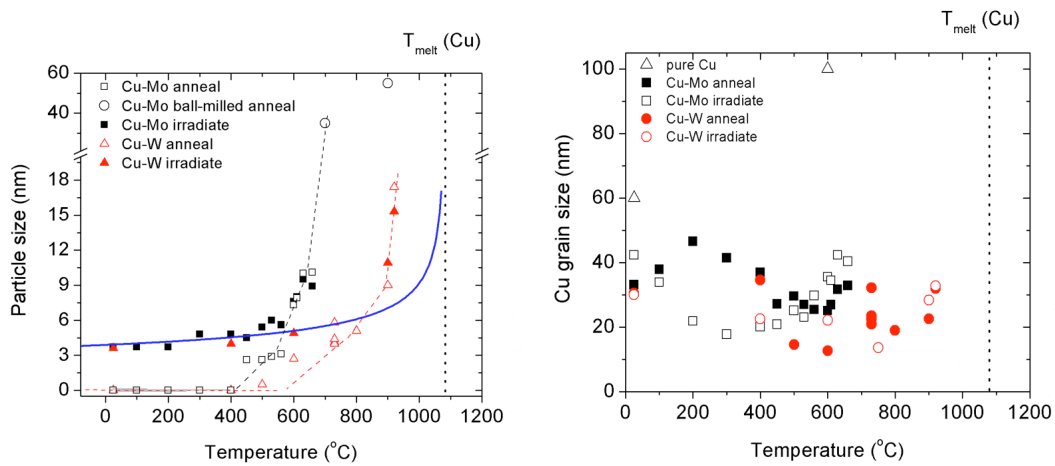 T_melt (Cu)
60
40
18
15
12
9
6
3
0
Particle size (nm)
Cu-Mo anneal
Cu-Mo ball-milled anneal
Cu-Mo irradiate
Cu-W anneal
Cu-W irradiate
0 200 400 600 800 1000 1200
Temperature (°C)
T_melt (Cu)
100
80
60
40
20
0
Cu grain size (nm)
pure Cu
Cu-Mo anneal
Cu-Mo irradiate
Cu-W anneal
Cu-W irradiate
0 200 400 600 800 1000 1200
Temperature (°C)